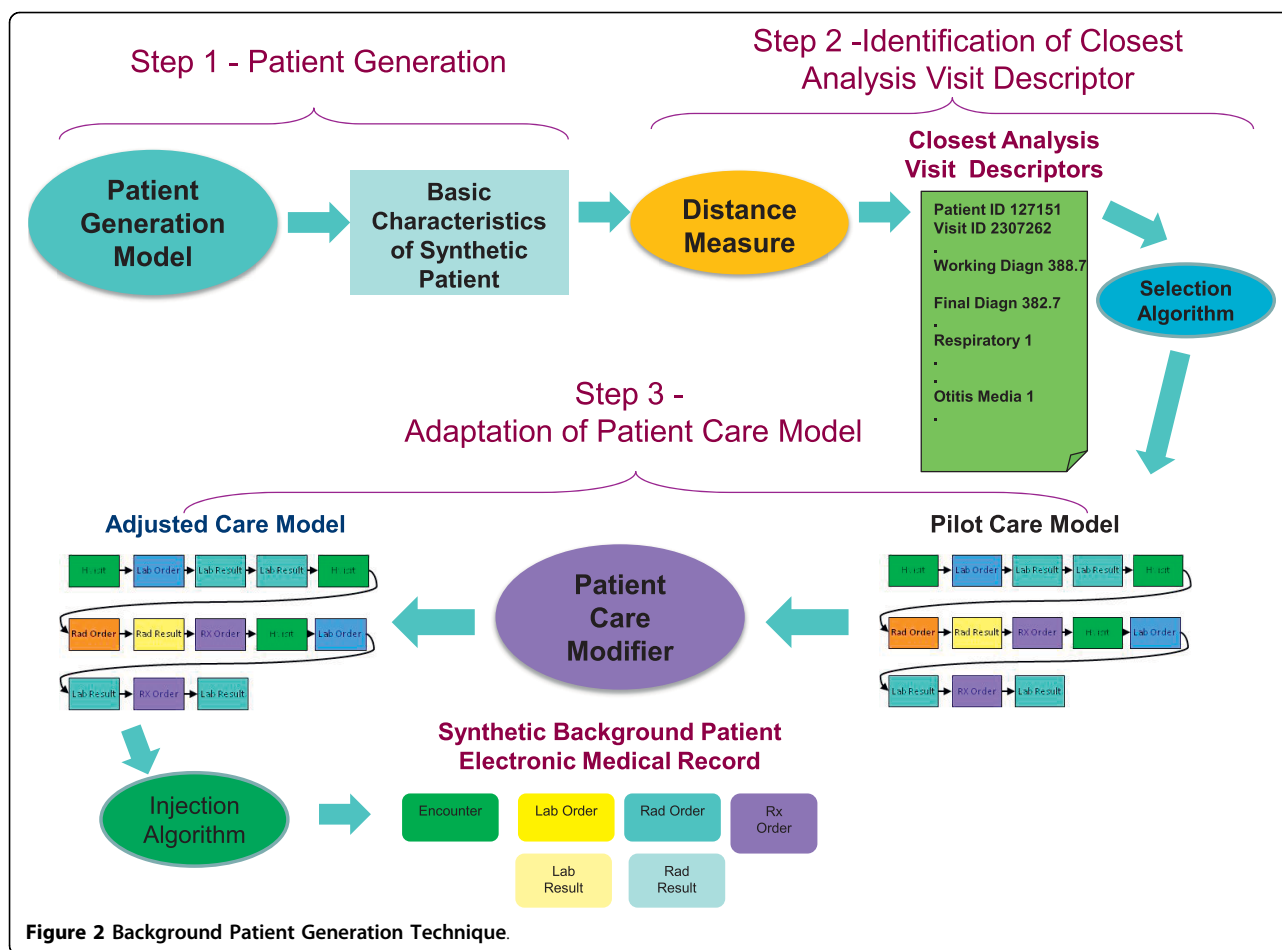 Step 1 - Patient Generation
Step 2 -Identification of Closest
Analysis Visit Descriptor
Patient
Generation
Model
Basic
Characteristics
of Synthetic
Patient
Distance
Measure
Closest Analysis
Visit Descriptors
Patient ID 127151
Visit ID 2307262
.
Working Diagn 388.7
Final Diagn 382.7
.
Respiratory 1
.
.
Otitis Media 1
.
Selection
Algorithm
Step 3 -
Adaptation of Patient Care Model
Adjusted Care Model
Lab Order
Lab Result
Lab Result
Rad Order
Rad Result
RX Order
Lab Order
Lab Result
RX Order
Lab Result
Patient
Care
Modifier
Pilot Care Model
Lab Order
Lab Result
Lab Result
Rad Order
Rad Result
RX Order
Lab Order
Lab Result
RX Order
Lab Result
Injection
Algorithm
Synthetic Background Patient
Electronic Medical Record
Encounter
Lab Order
Rad Order
Rx
Order
Lab
Result
Rad
Result
Figure 2 Background Patient Generation Technique.